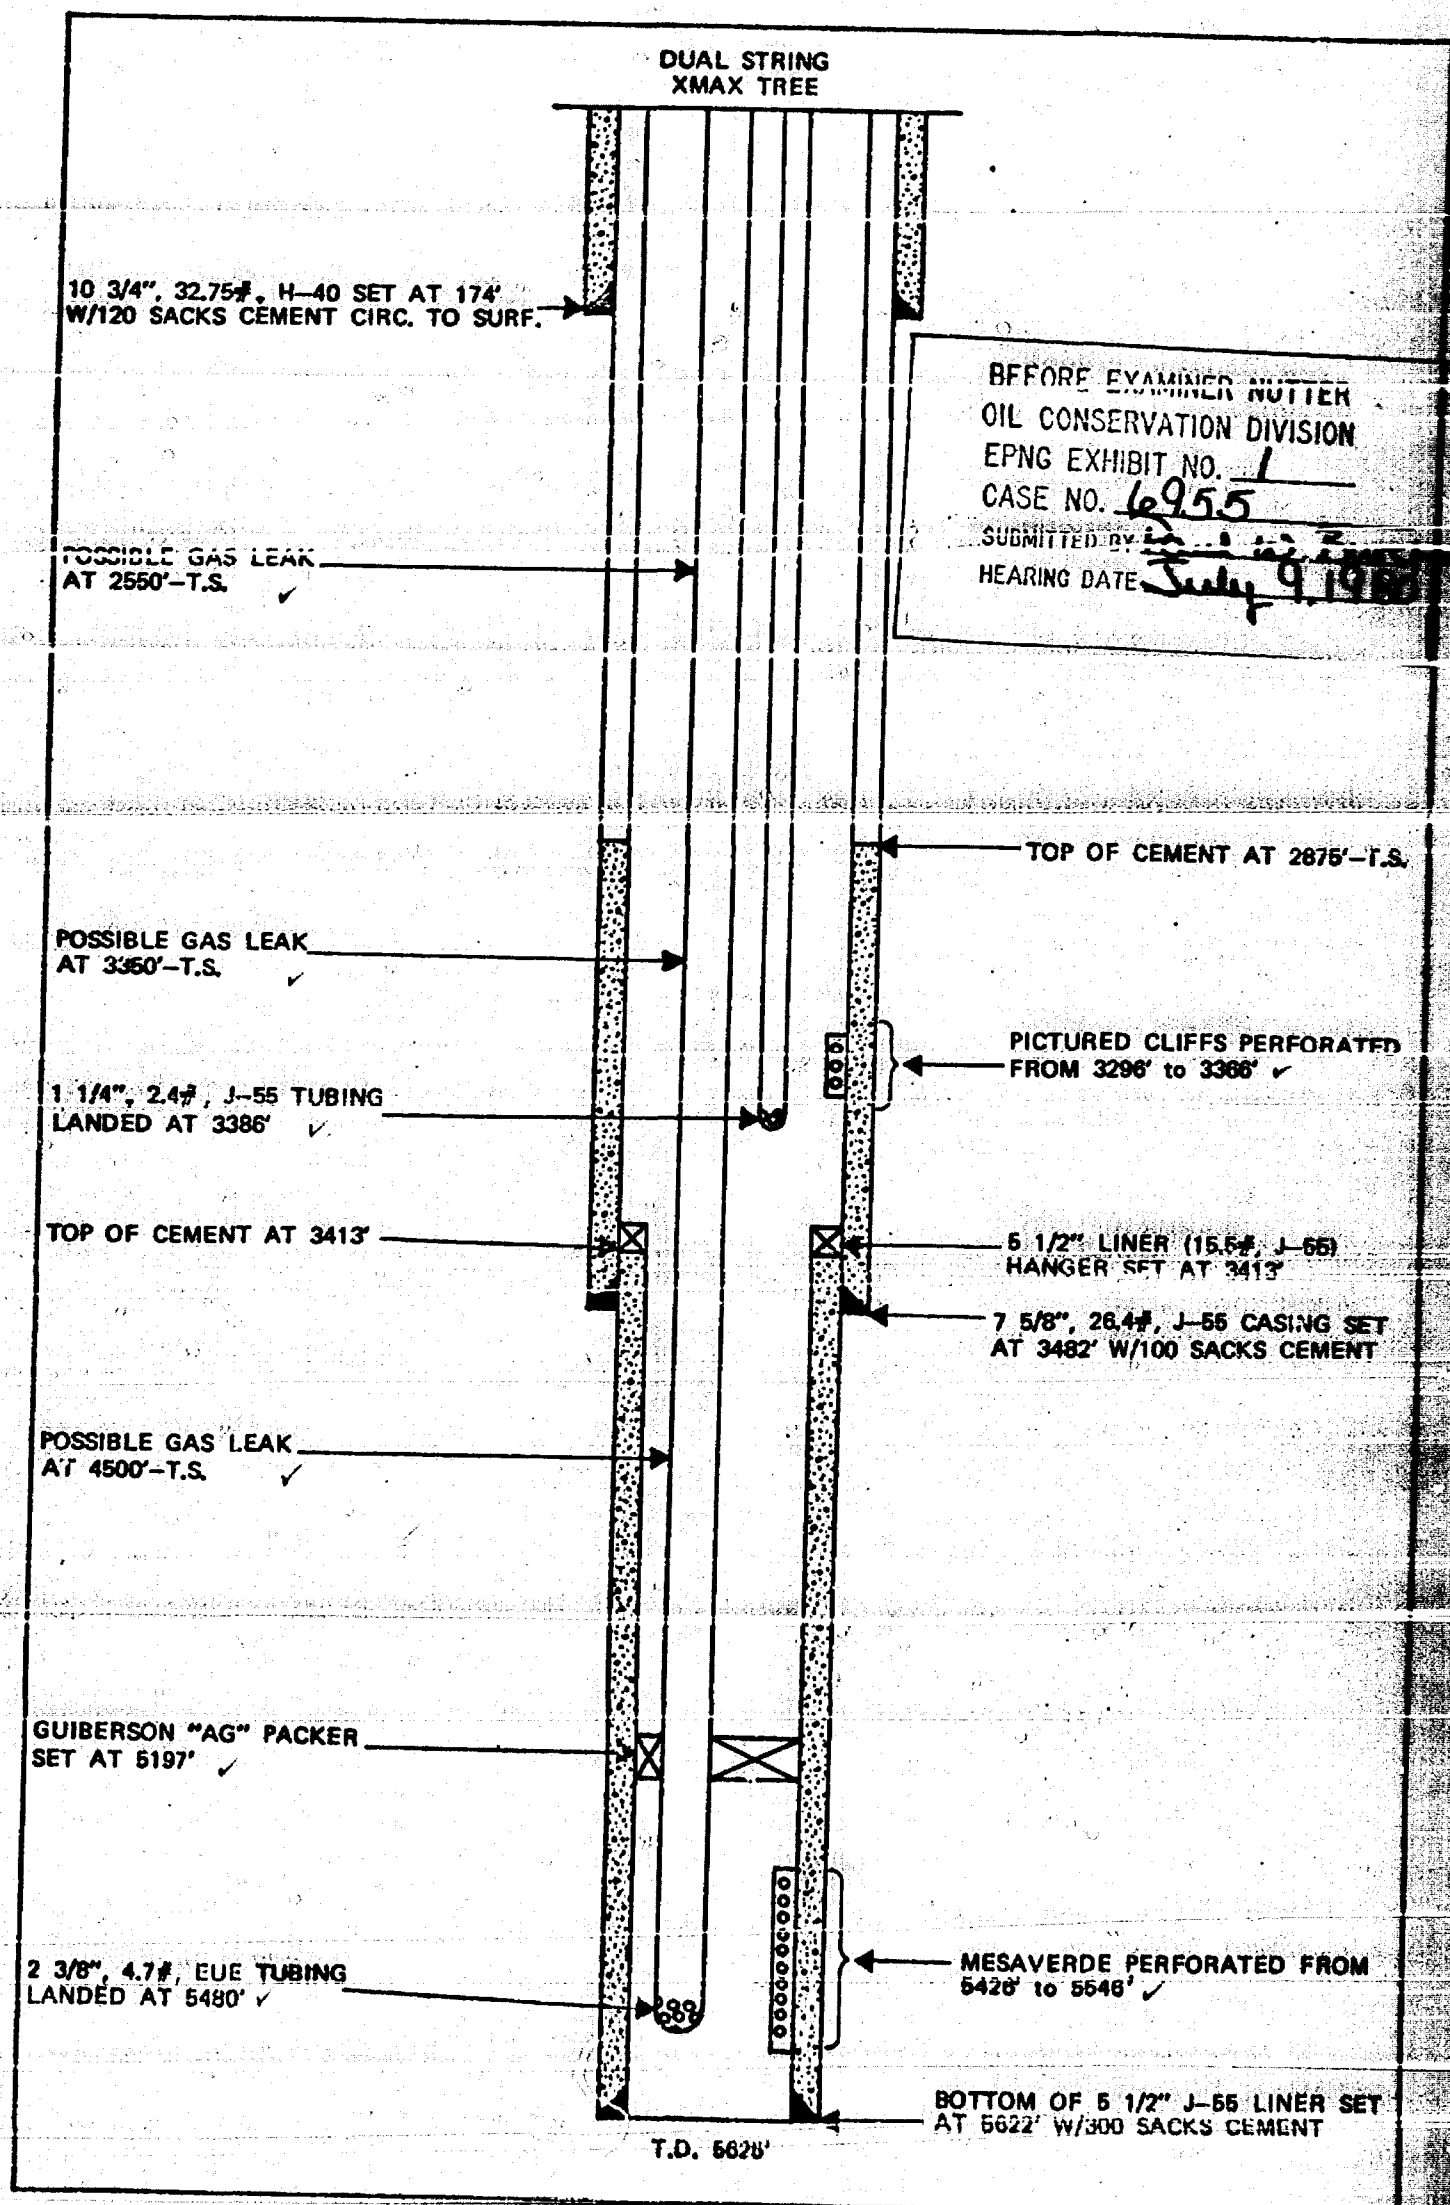 DUAL STRING
XMAX TREE
10 3/4", 32.75#, H-40 SET AT 174'
W/120 SACKS CEMENT CIRC. TO SURF.
BEFORE EXAMINER NUTTER
OIL CONSERVATION DIVISION
EPNG EXHIBIT NO. 1
CASE NO. 6955
SUBMITTED BY
HEARING DATE July 9, 1980
POSSIBLE GAS LEAK
AT 2550'-T.S. ✓
TOP OF CEMENT AT 2875'-T.S.
POSSIBLE GAS LEAK
AT 3350'-T.S. ✓
PICTURED CLIFFS PERFORATED
FROM 3296' to 3366' ✓
1 1/4", 2.4#, J-55 TUBING
LANDED AT 3386' ✓
TOP OF CEMENT AT 3413'
5 1/2" LINER (15.5#, J-55)
HANGER SET AT 3413'
7 5/8", 26.4#, J-55 CASING SET
AT 3482' W/100 SACKS CEMENT
POSSIBLE GAS LEAK
AT 4500'-T.S. ✓
GUIBERSON "AG" PACKER
SET AT 5197' ✓
2 3/8", 4.7#, EUE TUBING
LANDED AT 5480' ✓
MESAVERDE PERFORATED FROM
5426' to 5546' ✓
BOTTOM OF 5 1/2" J-55 LINER SET
AT 5622' W/300 SACKS CEMENT
T.D. 5628'